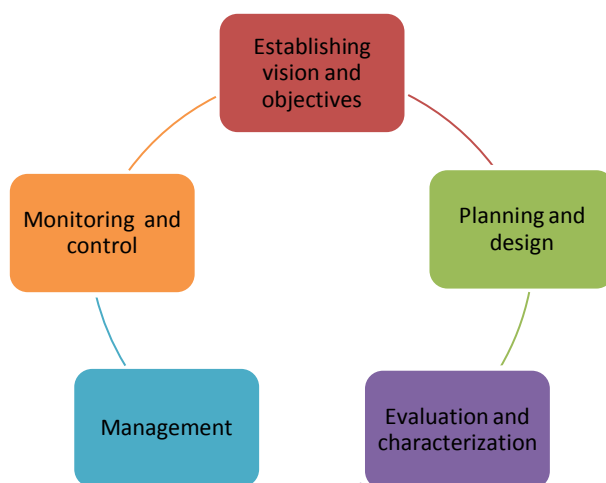 Establishing
vision and
objectives
Planning and
design
Evaluation and
characterization
Management
Monitoring and
control